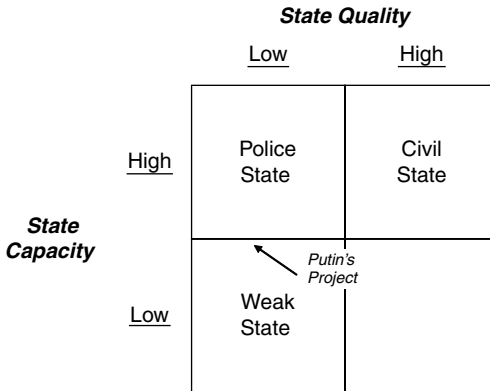 State Quality
Low High
High
Police
State
Civil
State
State
Capacity
Putin's
Project
Low
Weak
State